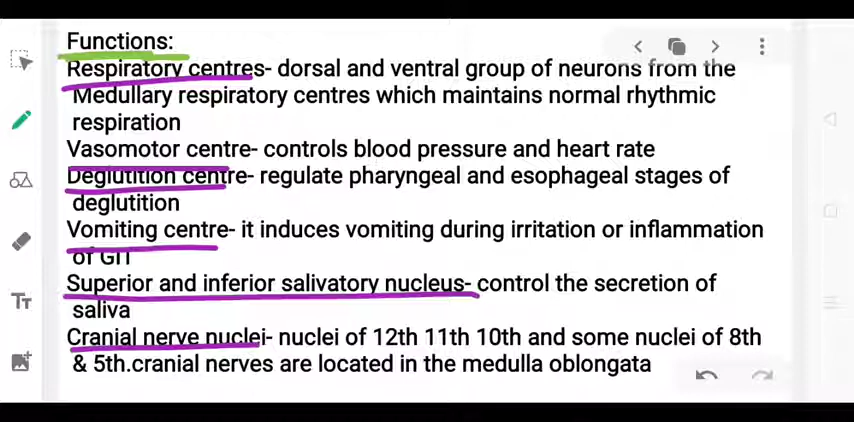 Functions:
Respiratory centres- dorsal and ventral group of neurons from the
Medullary respiratory centres which maintains normal rhythmic
respiration
Vasomotor centre- controls blood pressure and heart rate
Deglutition centre- regulate pharyngeal and esophageal stages of
deglutition
Vomiting centre- it induces vomiting during irritation or inflammation
of GIT
Superior and inferior salivatory nucleus- control the secretion of
saliva
Cranial nerve nuclei- nuclei of 12th 11th 10th and some nuclei of 8th
& 5th.cranial nerves are located in the medulla oblongata
TT